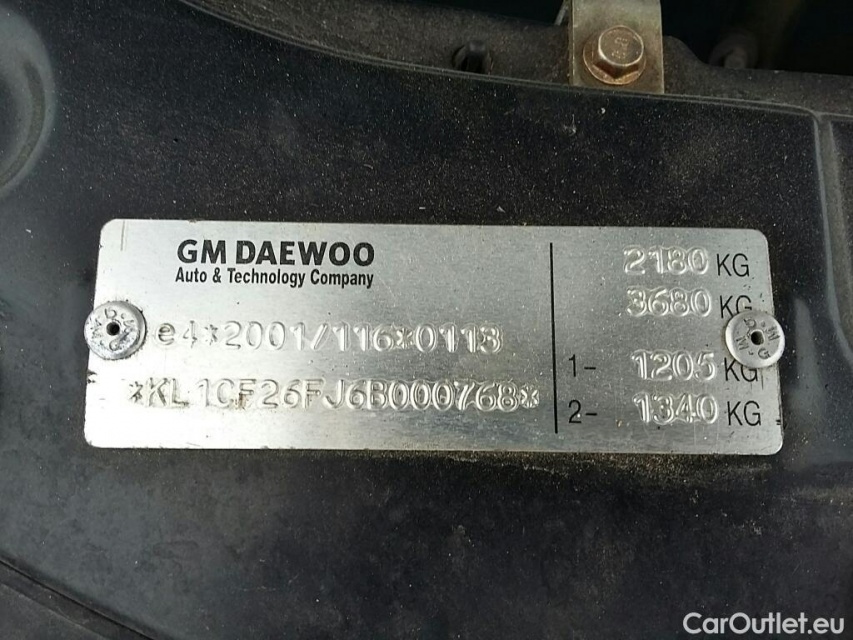 GM DAEWOO
Auto & Technology Company
e4*2001/116*0113
*KL1CF26FJ6B000768*
2180 KG
3680 KG
1- 1205 KG
2- 1340 KG
CarOutlet.eu